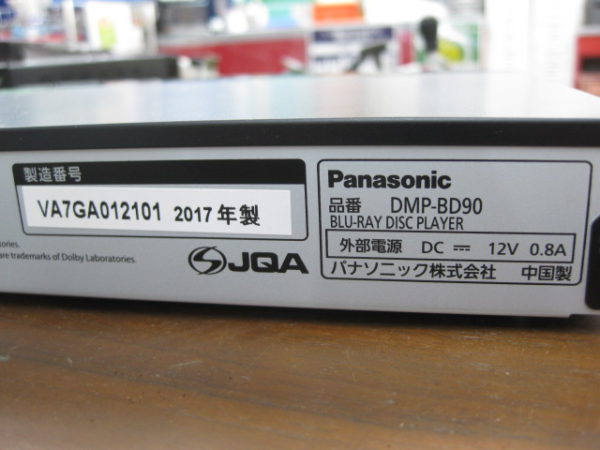 製造番号
VA7GA012101 2017年製
are trademarks of Dolby Laboratories.
JQA
Panasonic
品番 DMP-BD90
BLU-RAY DISC PLAYER
外部電源 DC ⎓ 12V 0.8A
パナソニック株式会社 中国製